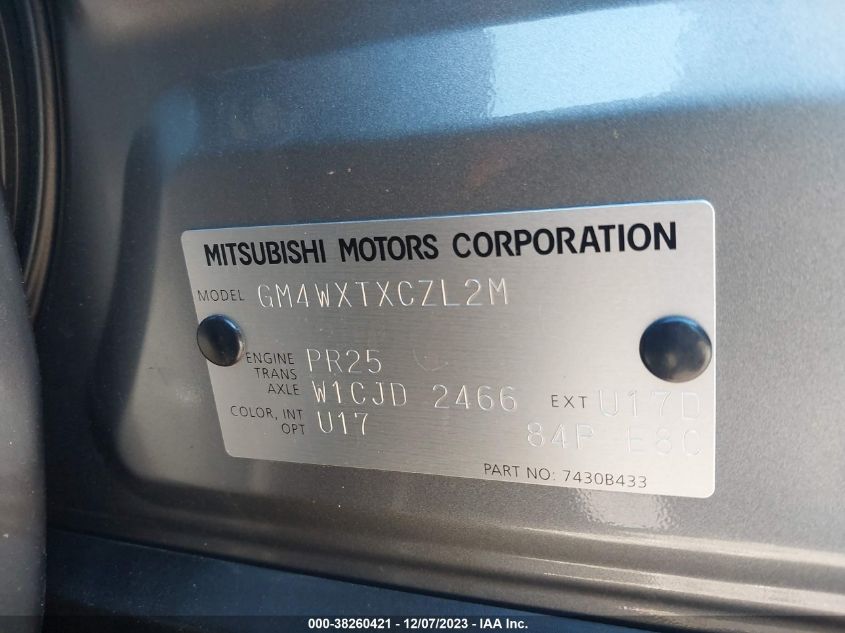 MITSUBISHI MOTORS CORPORATION
MODEL GM4WXTXCZL2M
ENGINE PR25
TRANS AXLE W1CJD 2466 EXT U17D
COLOR, INT U17
OPT 84P E8C
PART NO: 7430B433
000-38260421 - 12/07/2023 - IAA Inc.